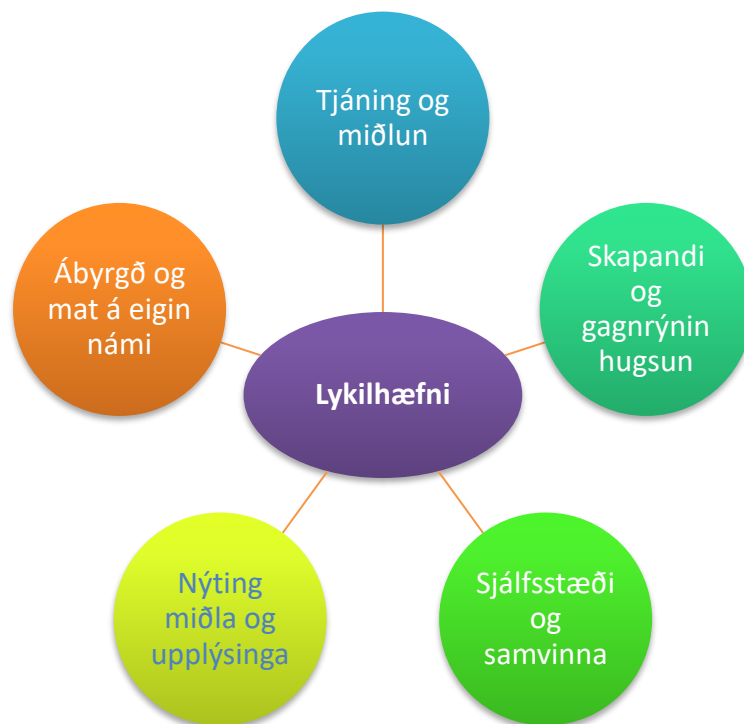 Tjáning og
miðlun
Skapandi
og
gagnrýnin
hugsun
Ábyrgð og
mat á eigin
námi
Lykilhæfni
Nýting
miðla og
upplýsinga
Sjálfsstæði
og
samvinna